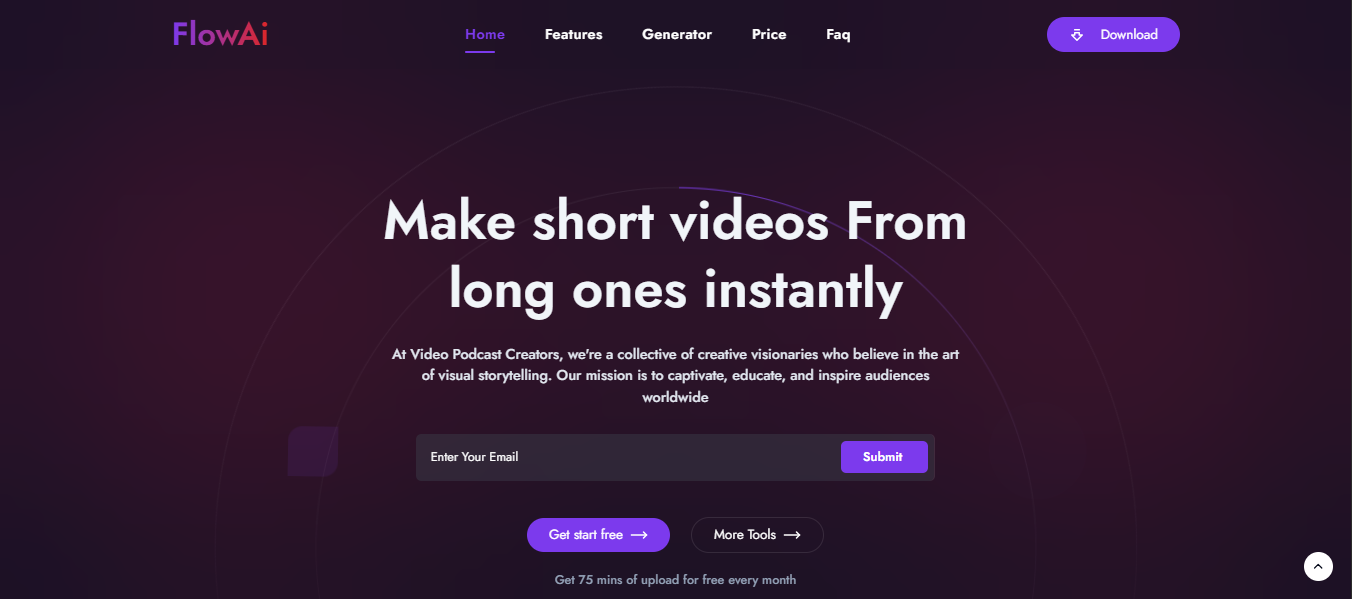 FlowAi
Home
Features
Generator
Price
Faq
Download
Make short videos From
long ones instantly
At Video Podcast Creators, we're a collective of creative visionaries who believe in the art
of visual storytelling. Our mission is to captivate, educate, and inspire audiences
worldwide
Enter Your Email
Submit
Get start free
More Tools
Get 75 mins of upload for free every month